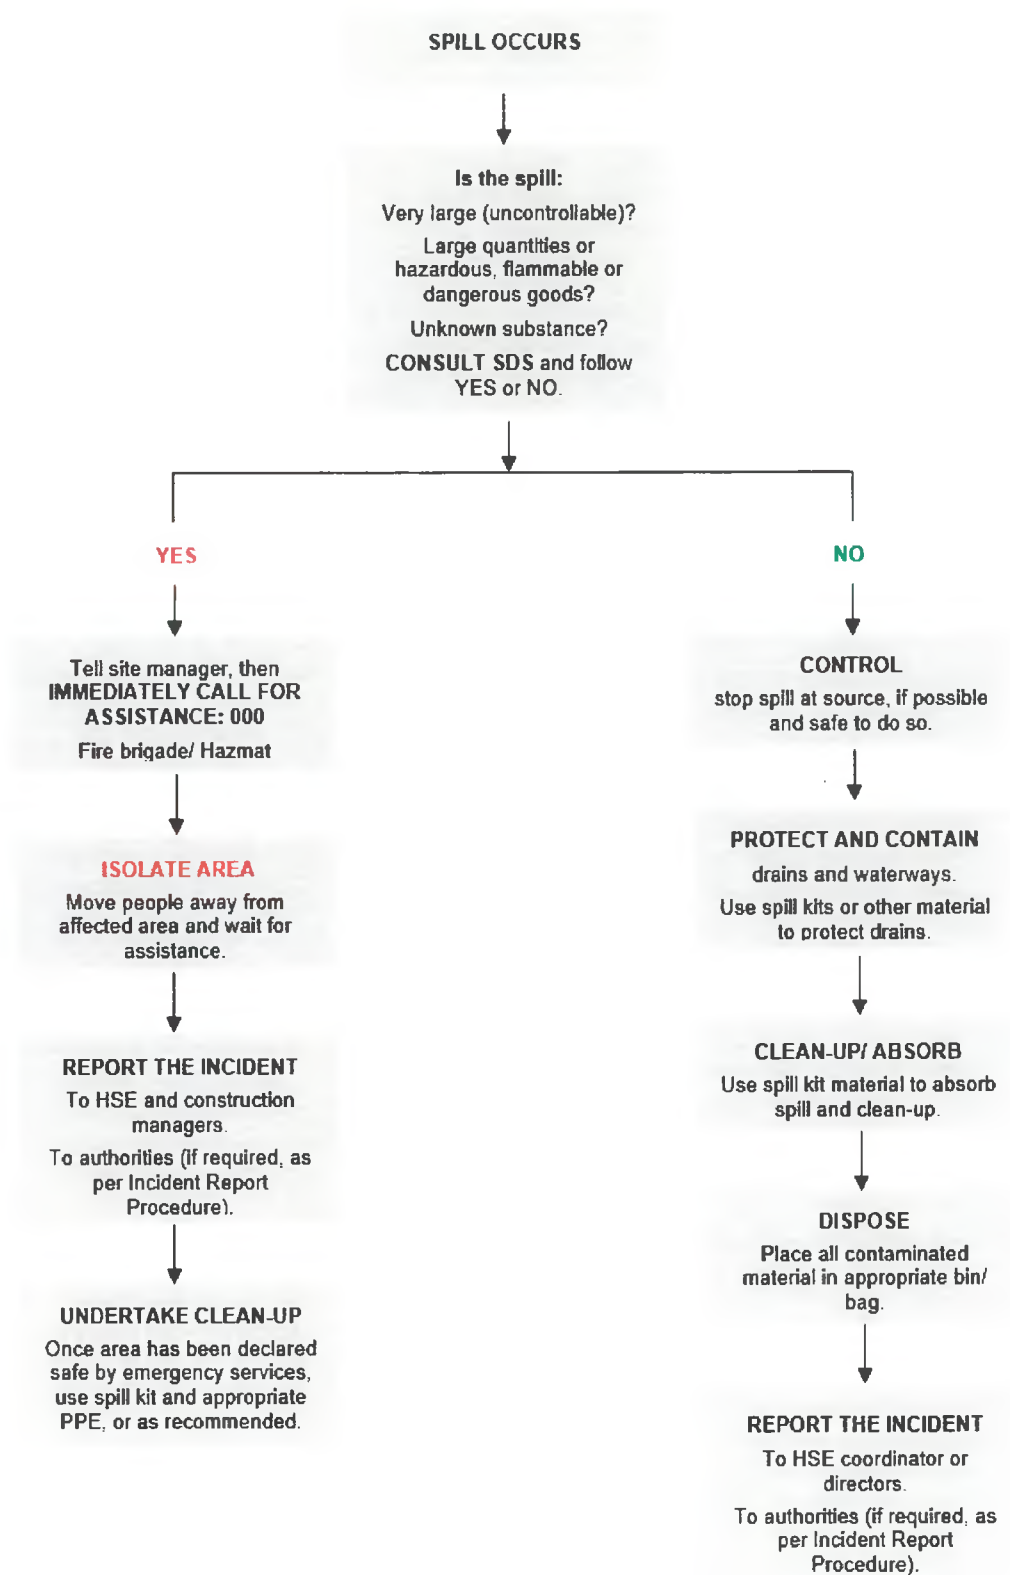 SPILL OCCURS
Is the spill:
Very large (uncontrollable)?
Large quantities or
hazardous, flammable or
dangerous goods?
Unknown substance?
CONSULT SDS and follow
YES or NO.
YES
Tell site manager, then
IMMEDIATELY CALL FOR
ASSISTANCE: 000
Fire brigade/ Hazmat
ISOLATE AREA
Move people away from
affected area and wait for
assistance.
REPORT THE INCIDENT
To HSE and construction
managers.
To authorities (if required, as
per Incident Report
Procedure).
UNDERTAKE CLEAN-UP
Once area has been declared
safe by emergency services,
use spill kit and appropriate
PPE, or as recommended.
NO
CONTROL
stop spill at source, if possible
and safe to do so.
PROTECT AND CONTAIN
drains and waterways.
Use spill kits or other material
to protect drains.
CLEAN-UP/ ABSORB
Use spill kit material to absorb
spill and clean-up.
DISPOSE
Place all contaminated
material in appropriate bin/
bag.
REPORT THE INCIDENT
To HSE coordinator or
directors.
To authorities (if required, as
per Incident Report
Procedure).